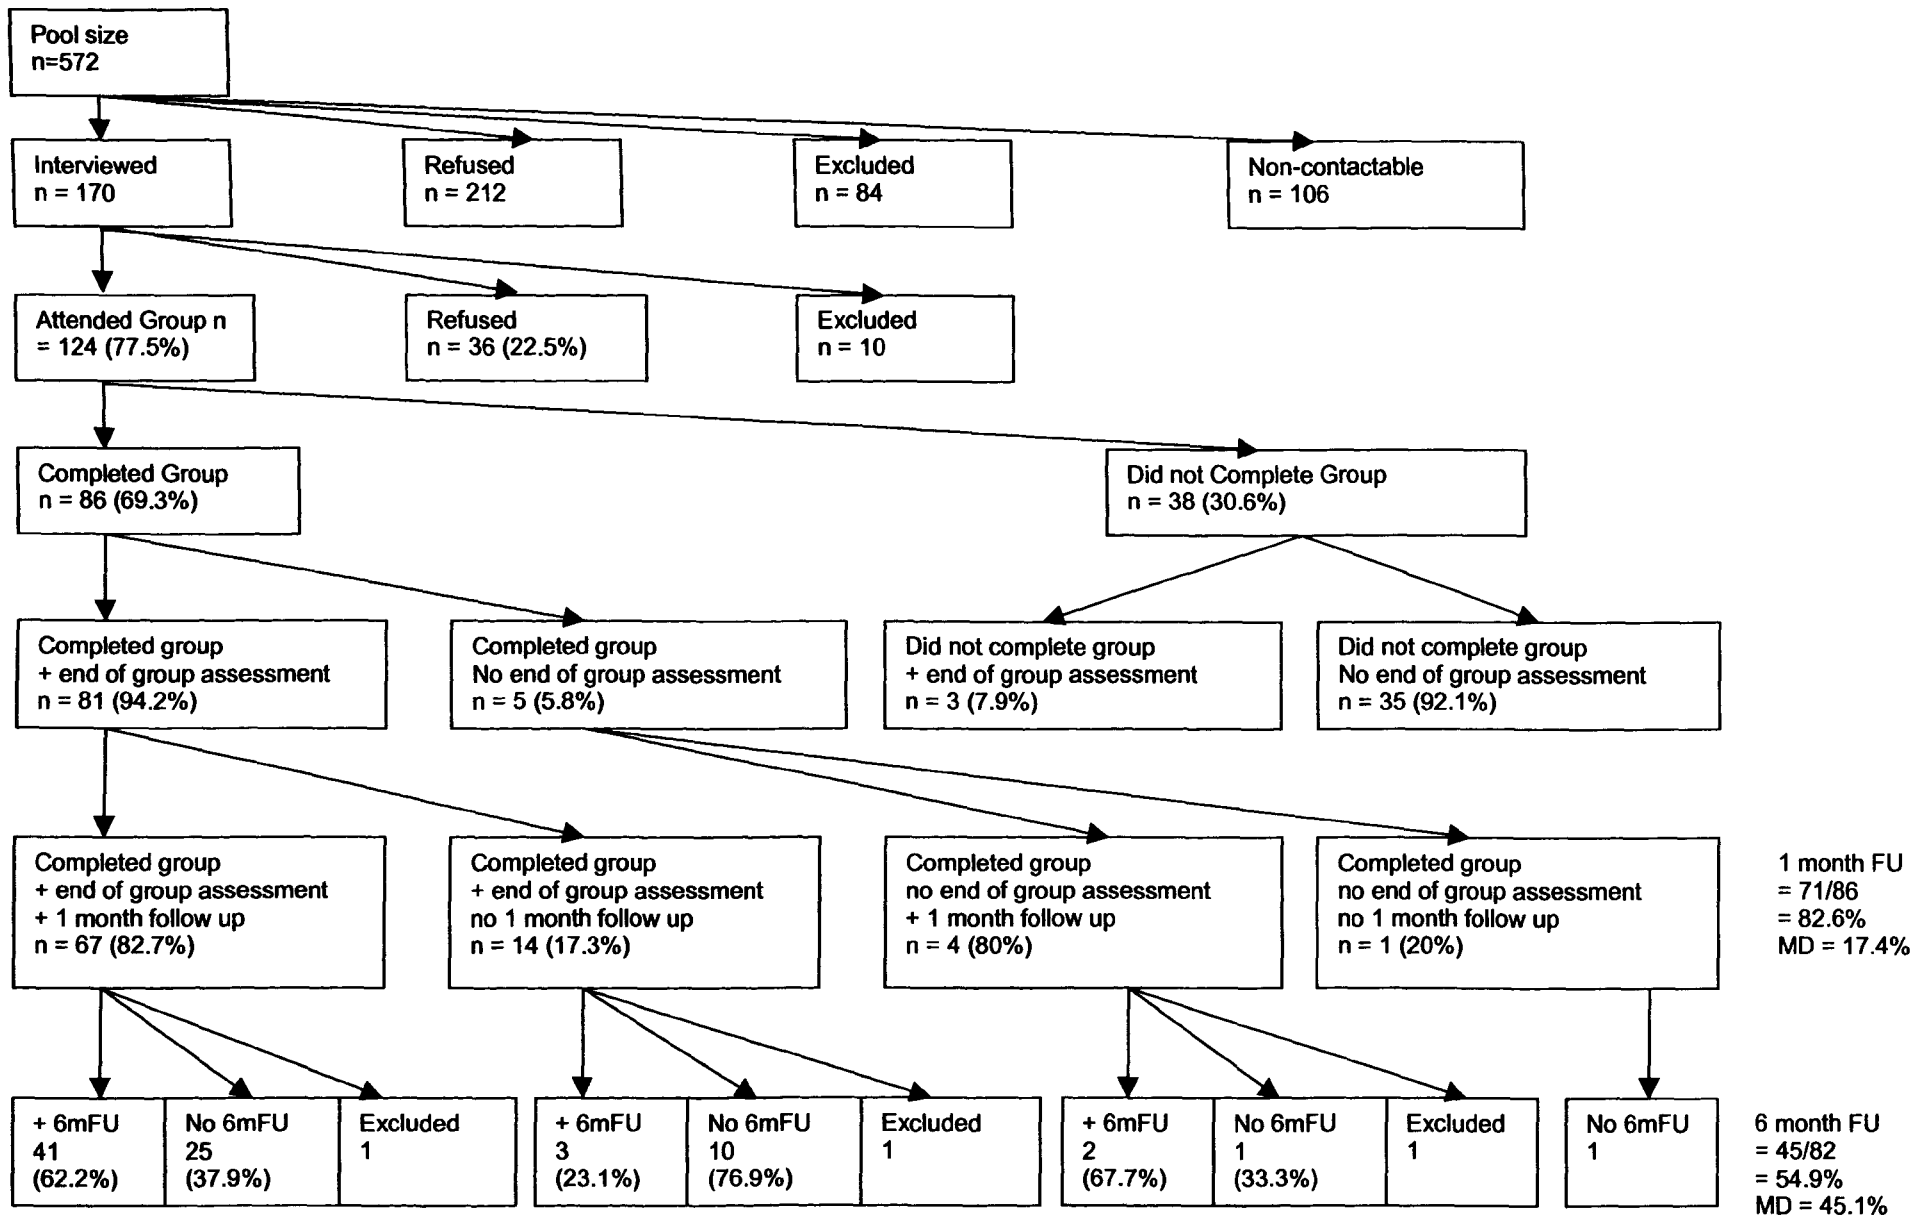 Pool size
n=572
Interviewed
n = 170
Refused
n = 212
Excluded
n = 84
Non-contactable
n = 106
Attended Group n
= 124 (77.5%)
Refused
n = 36 (22.5%)
Excluded
n = 10
Completed Group
n = 86 (69.3%)
Did not Complete Group
n = 38 (30.6%)
Completed group
+ end of group assessment
n = 81 (94.2%)
Completed group
No end of group assessment
n = 5 (5.8%)
Did not complete group
+ end of group assessment
n = 3 (7.9%)
Did not complete group
No end of group assessment
n = 35 (92.1%)
Completed group
+ end of group assessment
+ 1 month follow up
n = 67 (82.7%)
Completed group
+ end of group assessment
no 1 month follow up
n = 14 (17.3%)
Completed group
no end of group assessment
+ 1 month follow up
n = 4 (80%)
Completed group
no end of group assessment
no 1 month follow up
n = 1 (20%)
1 month FU
= 71/86
= 82.6%
MD = 17.4%
+ 6mFU
41
(62.2%)
No 6mFU
25
(37.9%)
Excluded
1
+ 6mFU
3
(23.1%)
No 6mFU
10
(76.9%)
Excluded
1
+ 6mFU
2
(67.7%)
No 6mFU
1
(33.3%)
Excluded
1
No 6mFU
1
6 month FU
= 45/82
= 54.9%
MD = 45.1%